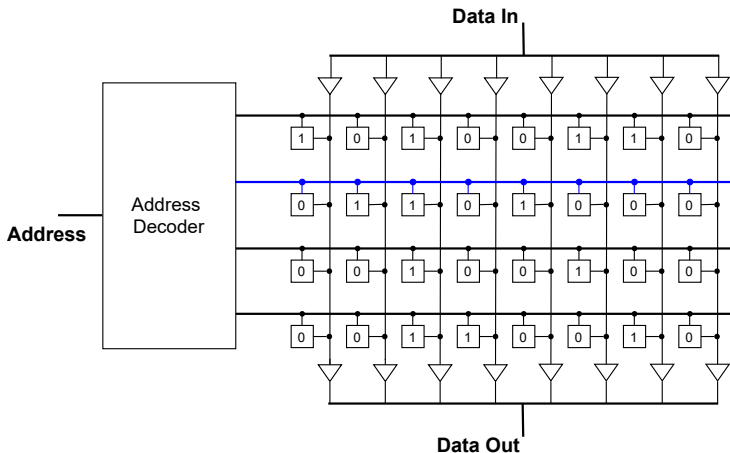 Data In
1 0 1 0 0 1 1 0
0 1 1 0 1 0 0 0
Address
Decoder
Address
0 0 1 0 0 1 0 0
0 0 1 1 0 0 1 0
Data Out